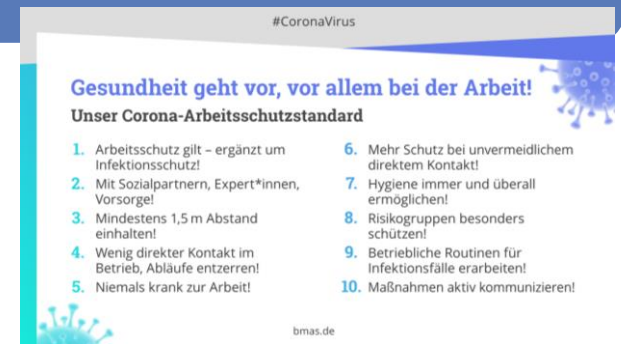 #CoronaVirus
Gesundheit geht vor, vor allem bei der Arbeit!
Unser Corona-Arbeitsschutzstandard
1. Arbeitsschutz gilt – ergänzt um
Infektionsschutz!
2. Mit Sozialpartnern, Expert*innen,
Vorsorge!
3. Mindestens 1,5 m Abstand
einhalten!
4. Wenig direkter Kontakt im
Betrieb, Abläufe entzerren!
5. Niemals krank zur Arbeit!
6. Mehr Schutz bei unvermeidlichem
direktem Kontakt!
7. Hygiene immer und überall
ermöglichen!
8. Risikogruppen besonders
schützen!
9. Betriebliche Routinen für
Infektionsfälle erarbeiten!
10. Maßnahmen aktiv kommunizieren!
bmas.de